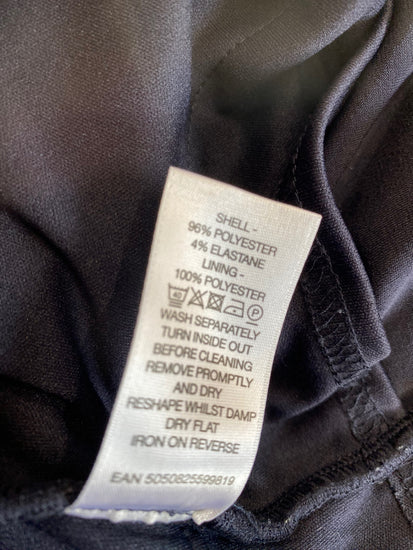 SHELL -
96% POLYESTER
4% ELASTANE
LINING -
100% POLYESTER
40 P
WASH SEPARATELY
TURN INSIDE OUT
BEFORE CLEANING
REMOVE PROMPTLY
AND DRY
RESHAPE WHILST DAMP
DRY FLAT
IRON ON REVERSE
EAN 5050825599819